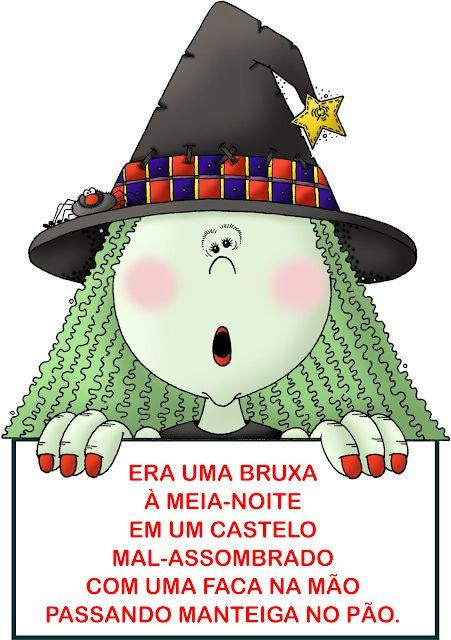 ERA UMA BRUXA
À MEIA-NOITE
EM UM CASTELO
MAL-ASSOMBRADO
COM UMA FACA NA MÃO
PASSANDO MANTEIGA NO PÃO.